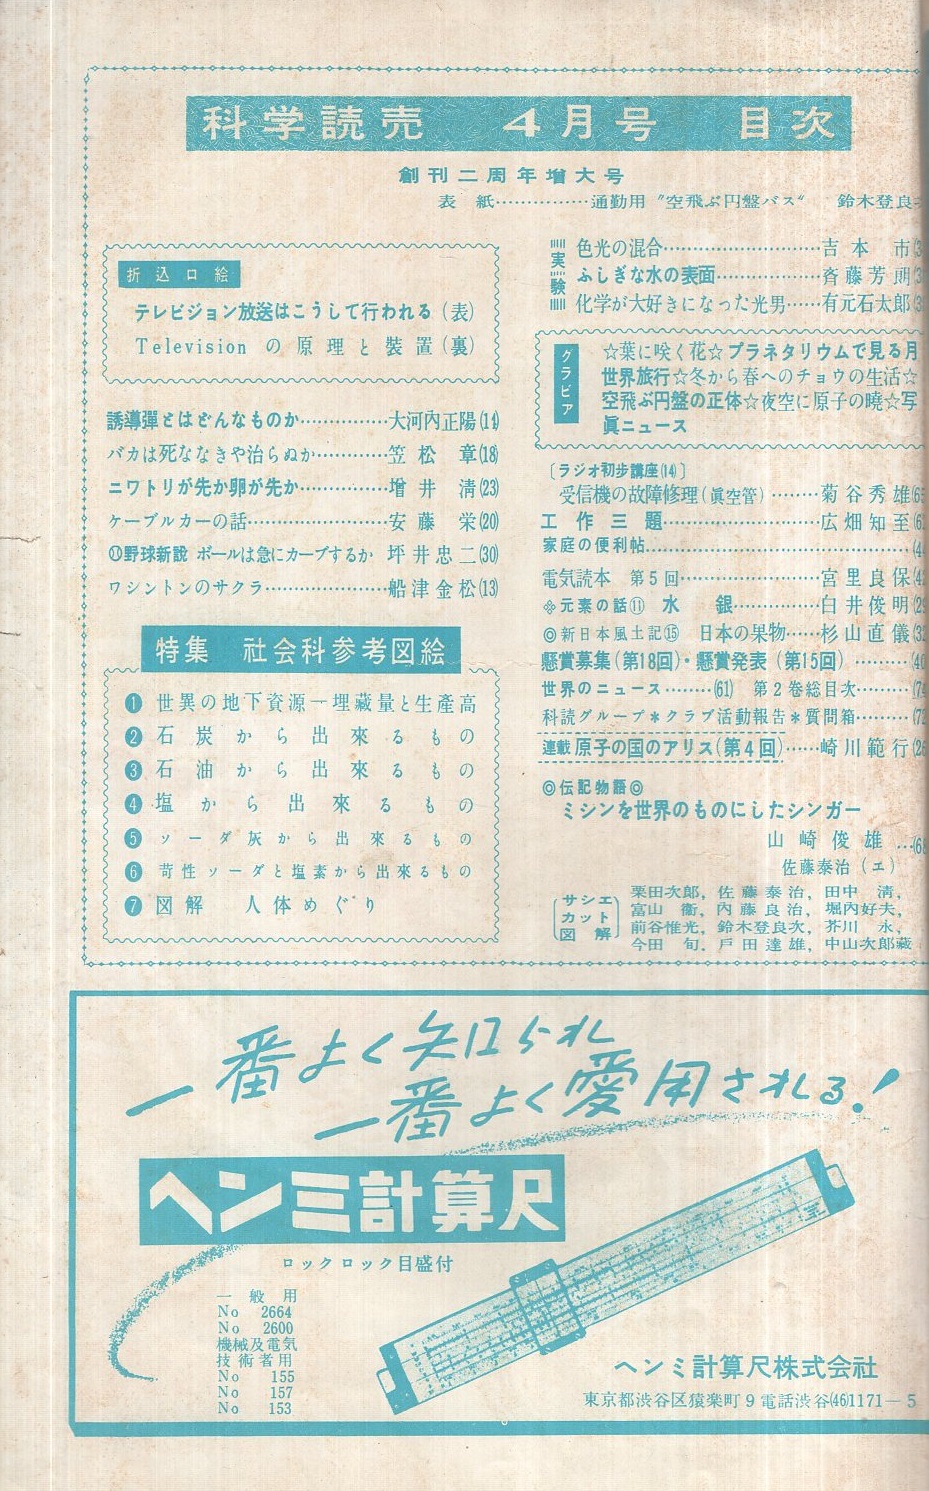 科学読売　4月号　目次
創刊二周年増大号
表紙……………通勤用〝空飛ぶ円盤バス〟　鈴木登良
折込口絵
テレビジョン放送はこうして行われる（表）
Televisionの原理と装置（裏）
誘導彈とはどんなものか……………大河內正陽(14)
バカは死ななきや治らぬか…………笠松　章(18)
ニワトリが先か卵が先か……………増井　淸(23)
ケーブルカーの話……………………安藤　栄(20)
野球新説　ボールは急にカーブするか　坪井忠二(30)
ワシントンのサクラ…………………船津金松(13)
特集　社会科参考図絵
❶世界の地下資源―埋藏量と生産高
❷石炭から出來るもの
❸石油から出來るもの
❹塩から出來るもの
❺ソーダ灰から出來るもの
❻苛性ソーダと塩素から出來るもの
❼図解　人体めぐり
実験
色光の混合……………………吉本　市
ふしぎな水の表面……………斉藤芳朗
化学が大好きになった光男……有元石太郎
グラビア
☆葉に咲く花☆プラネタリウムで見る月
世界旅行☆冬から春へのチョウの生活☆
空飛ぶ円盤の正体☆夜空に原子の曉☆写
眞ニュース
〔ラジオ初步講座⒁〕
受信機の故障修理（眞空管）………菊谷秀雄
工作三題……………………広畑知至
家庭の便利帖……………………
電気読本　第5回…………………宮里良保
※元素の話⑪　水　銀……………白井俊明
◎新日本風土記⑮　日本の果物……杉山直儀
懸賞募集（第18回）・懸賞発表（第15回）………
世界のニュース………(61)　第2巻総目次………
科読グループ＊クラブ活動報告＊質問箱………
連載　原子の国のアリス（第4回）……崎川範行
◎伝記物語◎
ミシンを世界のものにしたシンガー
山崎俊雄…
佐藤泰治（エ）
サシエ
カット
図解
栗田次郎，佐藤泰治，田中　淸，
富山　衞，內藤良治，堀內好夫，
前谷惟光，鈴木登良次，芥川　永，
今田　旬，戸田達雄，中山次郎藏
一番よく知られ
一番よく愛用される！
ヘンミ計算尺
ロックロック目盛付
一般用
No　2664
No　2600
機械及電気
技術者用
No　155
No　157
No　153
ヘンミ計算尺株式会社
東京都渋谷区猿楽町9電話渋谷(46)1171―5